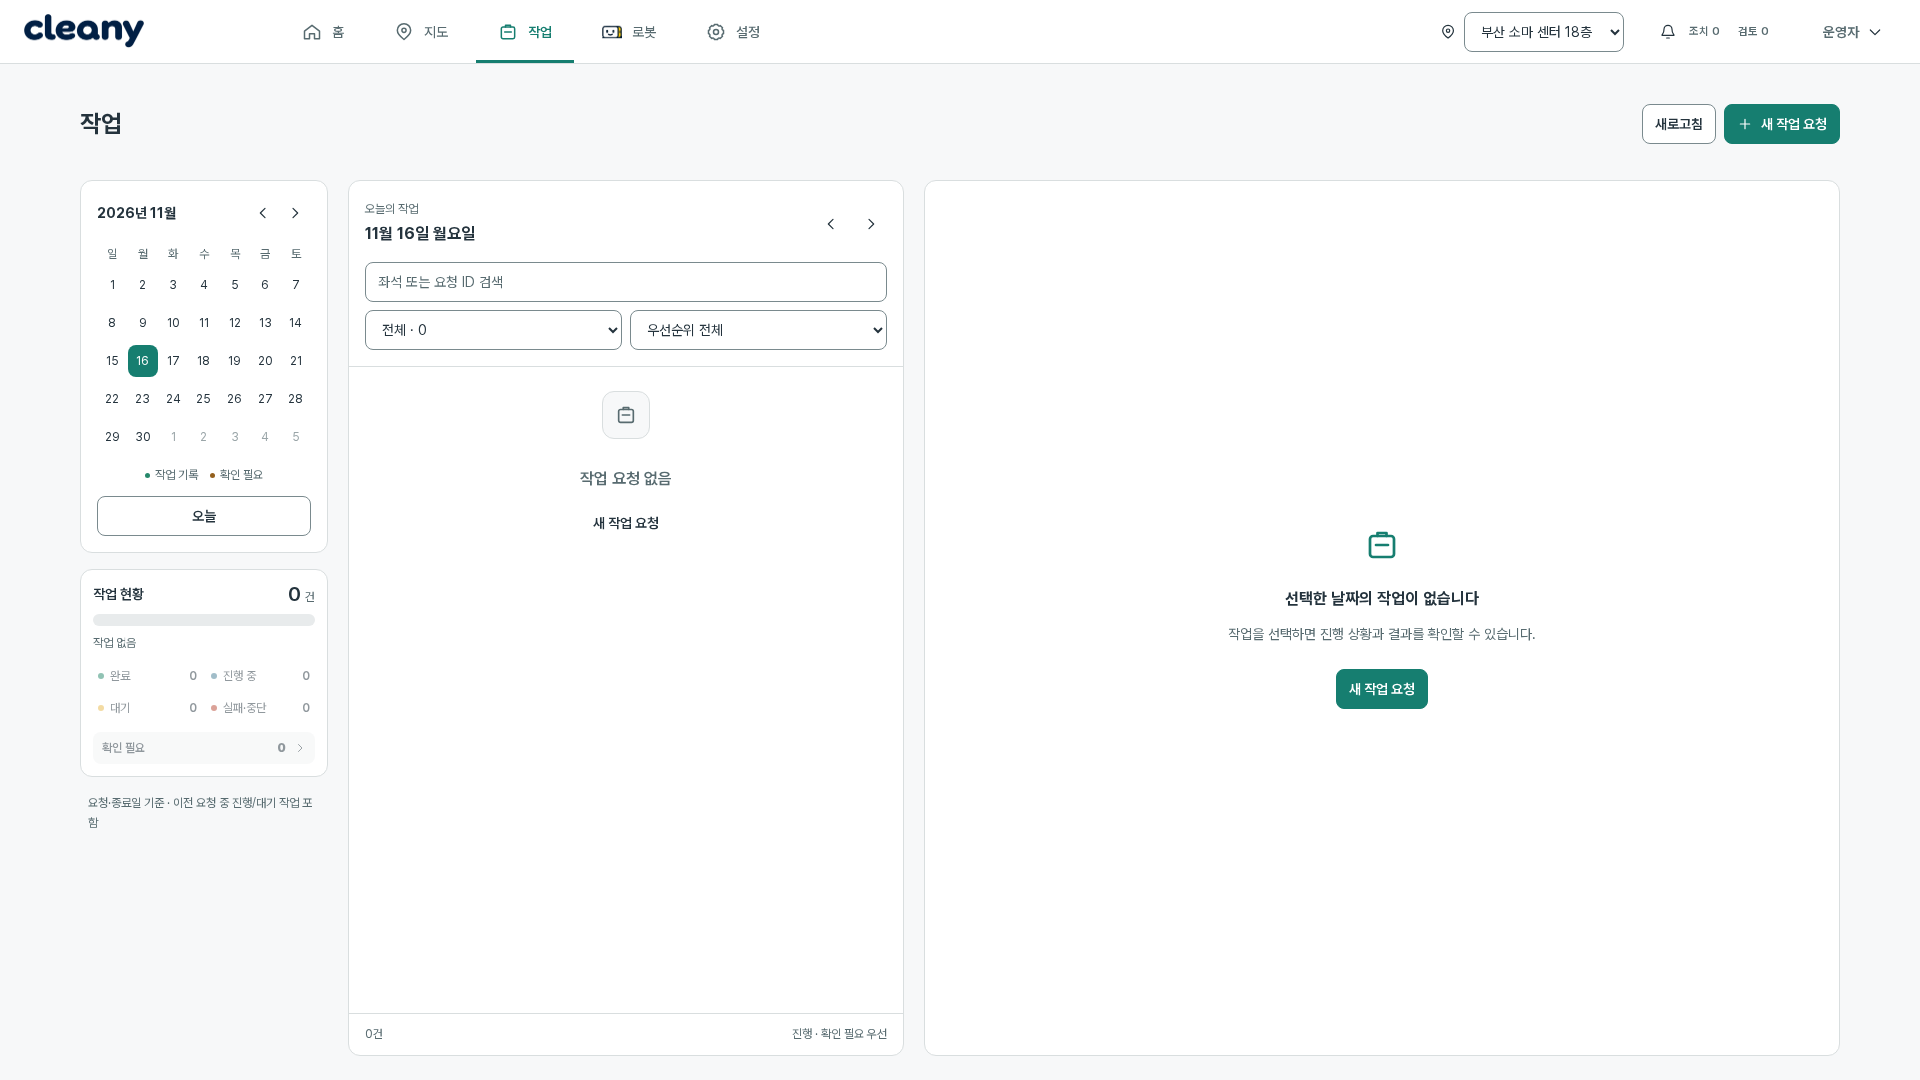 cleany
홈
지도
작업
로봇
설정
부산 소마 센터 18층
조치 0
검토 0
운영자
작업
새로고침
새 작업 요청
2026년 11월
일 월 화 수 목 금 토
1 2 3 4 5 6 7
8 9 10 11 12 13 14
15 16 17 18 19 20 21
22 23 24 25 26 27 28
29 30 1 2 3 4 5
작업 기록 확인 필요
오늘
작업 현황 0 건
작업 없음
완료 0 진행 중 0
대기 0 실패·중단 0
확인 필요 0
요청·종료일 기준 · 이전 요청 중 진행/대기 작업 포
함
오늘의 작업
11월 16일 월요일
좌석 또는 요청 ID 검색
전체 · 0
우선순위 전체
작업 요청 없음
새 작업 요청
0건
진행 · 확인 필요 우선
선택한 날짜의 작업이 없습니다
작업을 선택하면 진행 상황과 결과를 확인할 수 있습니다.
새 작업 요청